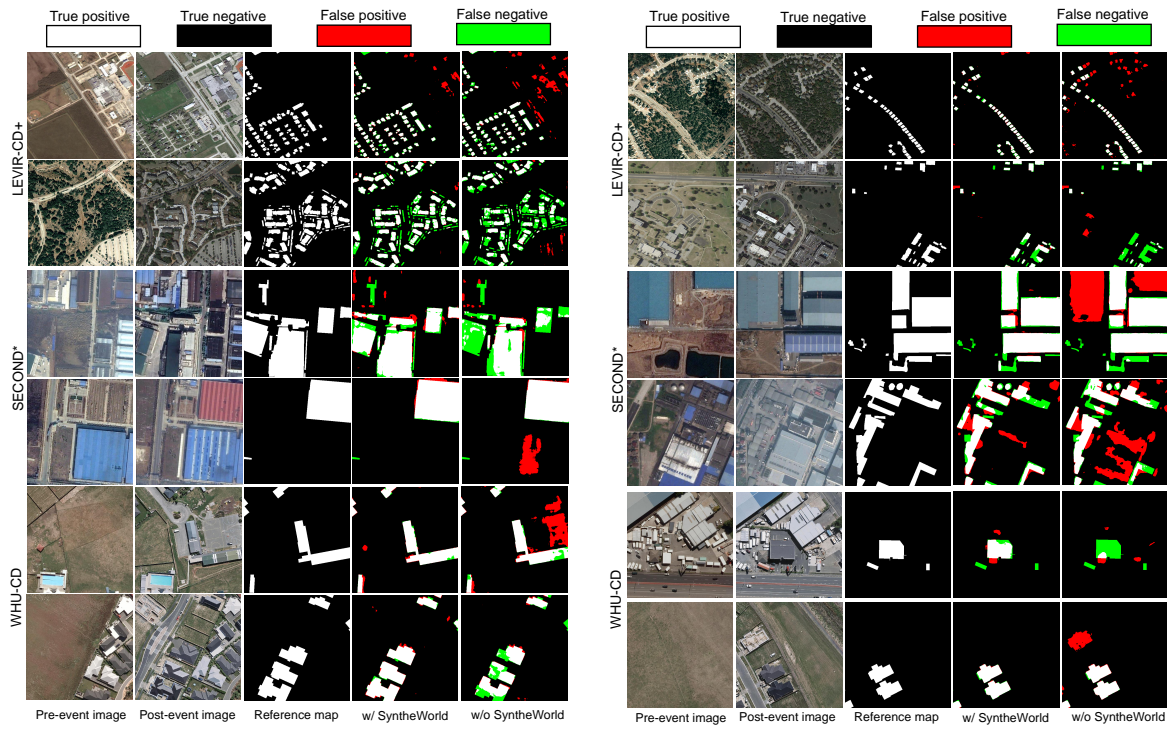 True positive True negative False positive False negative
LEVIR-CD+
SECOND*
WHU-CD
Pre-event image Post-event image Reference map w/ SyntheWorld w/o SyntheWorld
True positive True negative False positive False negative
LEVIR-CD+
SECOND*
WHU-CD
Pre-event image Post-event image Reference map w/ SyntheWorld w/o SyntheWorld